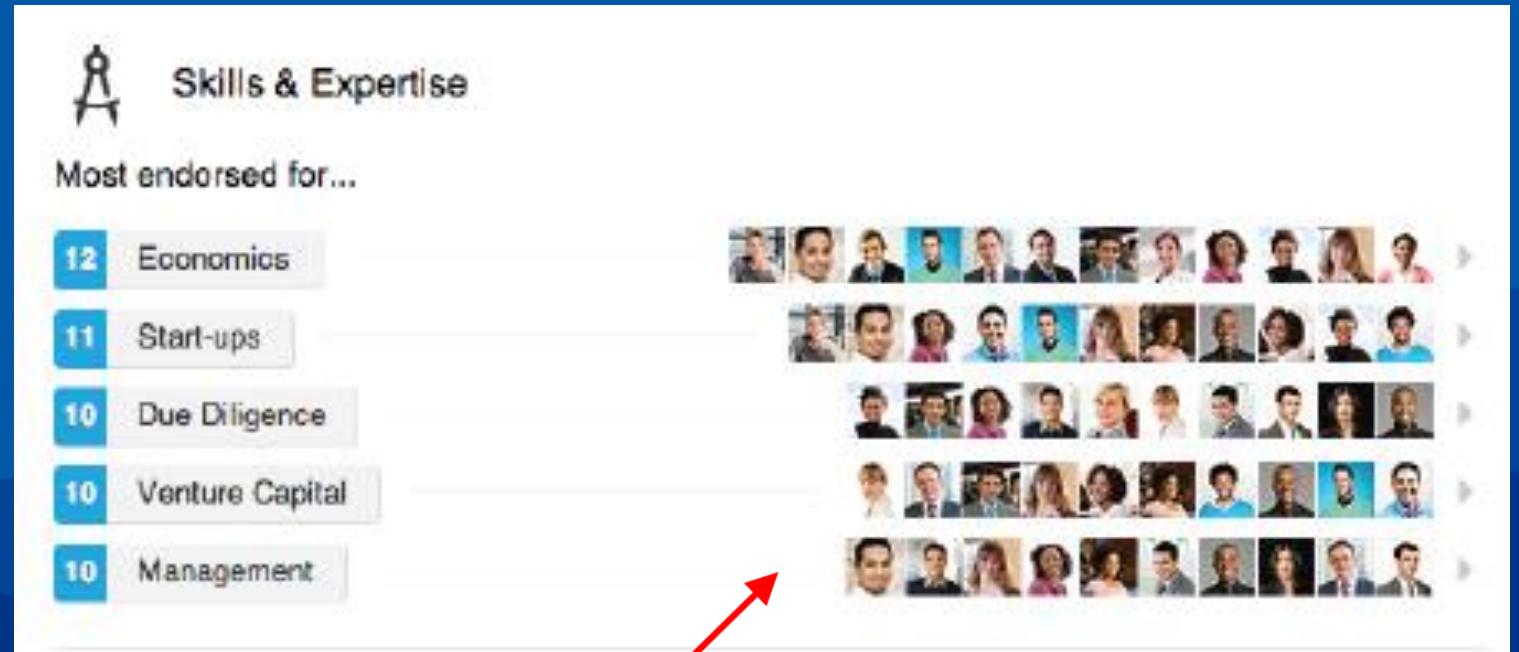 Skills & Expertise
Most endorsed for...
12 Economics
11 Start-ups
10 Due Diligence
10 Venture Capital
10 Management